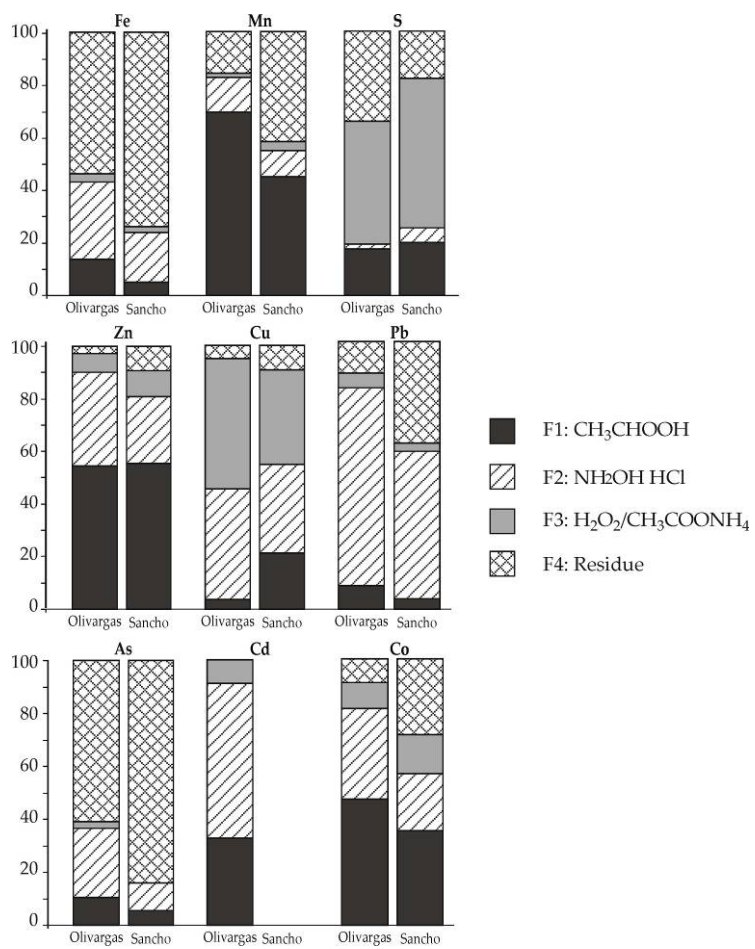 Fe Mn S
100
80
60
40
20
0
Olivargas Sancho Olivargas Sancho Olivargas Sancho
Zn Cu Pb
100
80
60
40
20
0
Olivargas Sancho Olivargas Sancho Olivargas Sancho
F1: CH₃CHOOH
F2: NH2OH HCl
F3: H₂O₂/CH₃COONH₄
F4: Residue
As Cd Co
100
80
60
40
20
0
Olivargas Sancho Olivargas Sancho Olivargas Sancho